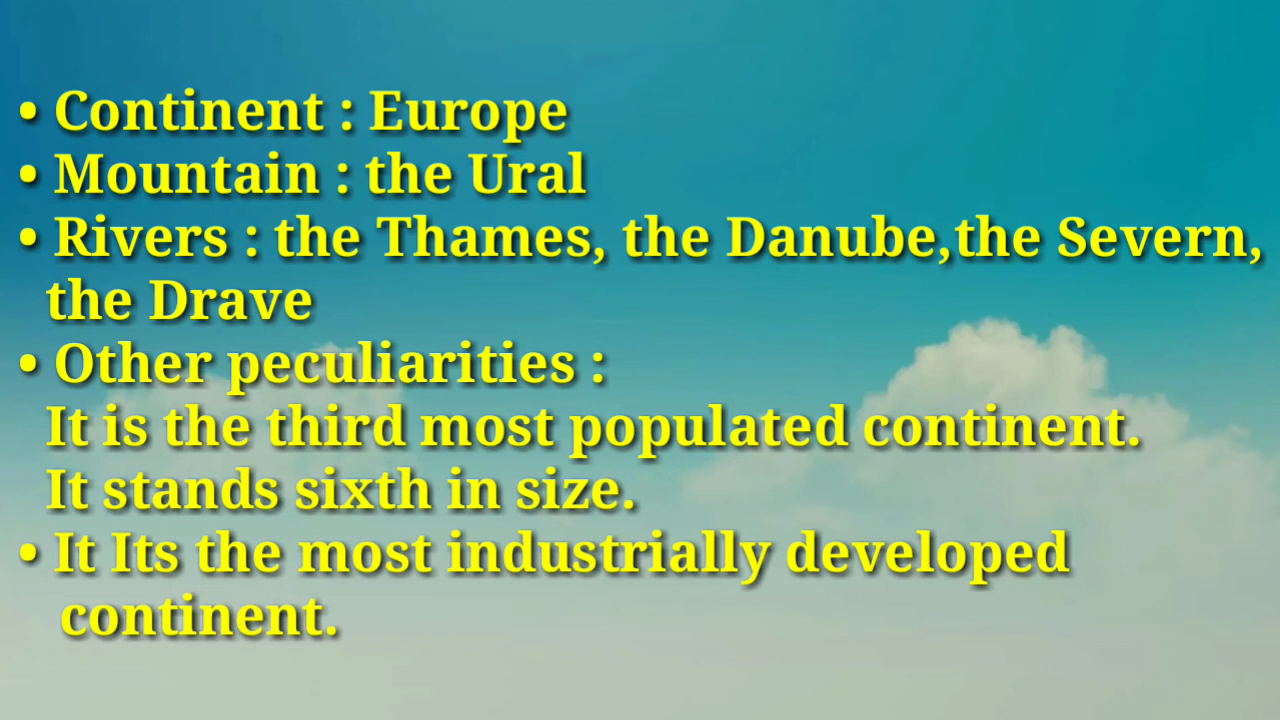 • Continent : Europe
• Mountain : the Ural
• Rivers : the Thames, the Danube,the Severn,
the Drave
• Other peculiarities :
It is the third most populated continent.
It stands sixth in size.
• It Its the most industrially developed
continent.